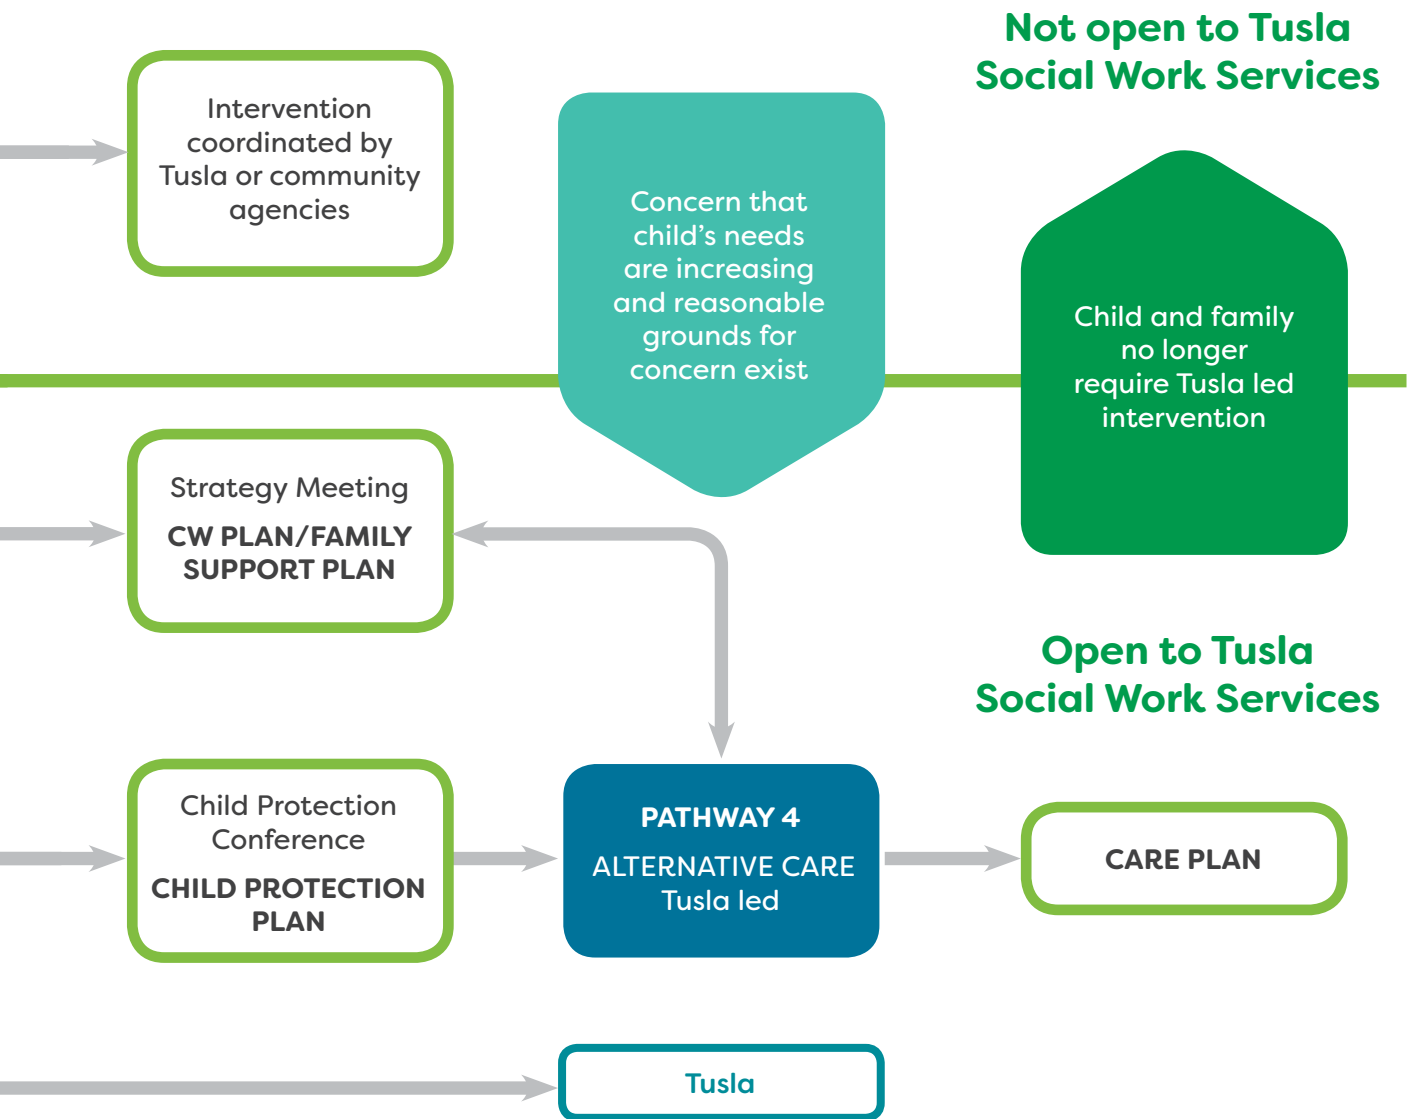 Not open to Tusla
Social Work Services
Intervention
coordinated by
Tusla or community
agencies
Concern that
child’s needs
are increasing
and reasonable
grounds for
concern exist
Child and family
no longer
require Tusla led
intervention
Strategy Meeting
CW PLAN/FAMILY
SUPPORT PLAN
Open to Tusla
Social Work Services
Child Protection
Conference
CHILD PROTECTION
PLAN
PATHWAY 4
ALTERNATIVE CARE
Tusla led
CARE PLAN
Tusla